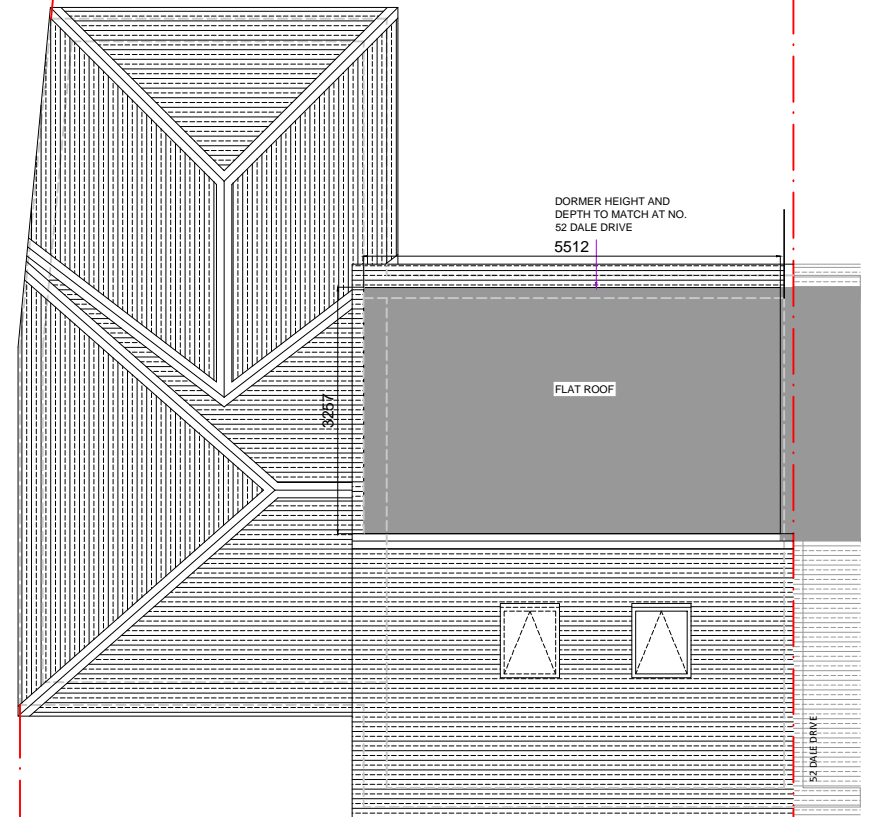 DORMER HEIGHT AND
DEPTH TO MATCH AT NO.
52 DALE DRIVE
5512
FLAT ROOF
3257
52 DALE DRIVE